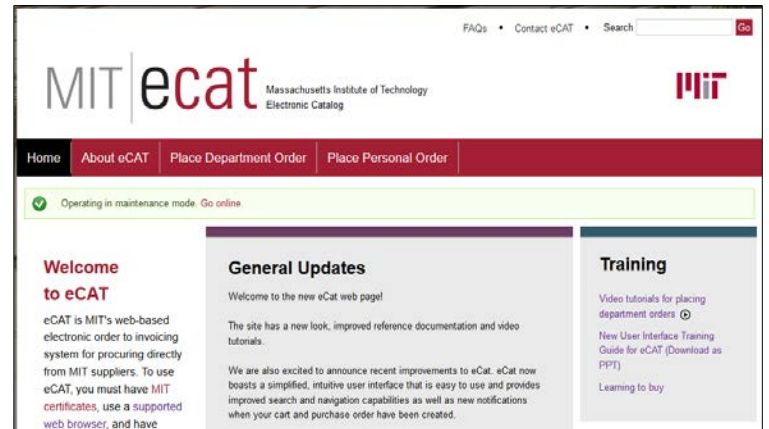 FAQs • Contact eCAT • Search Go
MIT ecat
Massachusetts Institute of Technology
Electronic Catalog
MIT
Home About eCAT Place Department Order Place Personal Order
Operating in maintenance mode. Go online.
Welcome
to eCAT
eCAT is MIT's web-based
electronic order to invoicing
system for procuring directly
from MIT suppliers. To use
eCAT, you must have MIT
certificates, use a supported
web browser, and have
General Updates
Welcome to the new eCat web page!
The site has a new look, improved reference documentation and video
tutorials.
We are also excited to announce recent improvements to eCat. eCat now
boasts a simplified, intuitive user interface that is easy to use and provides
improved search and navigation capabilities as well as new notifications
when your cart and purchase order have been created.
Training
Video tutorials for placing
department orders
New User Interface Training
Guide for eCAT (Download as
PPT)
Learning to buy